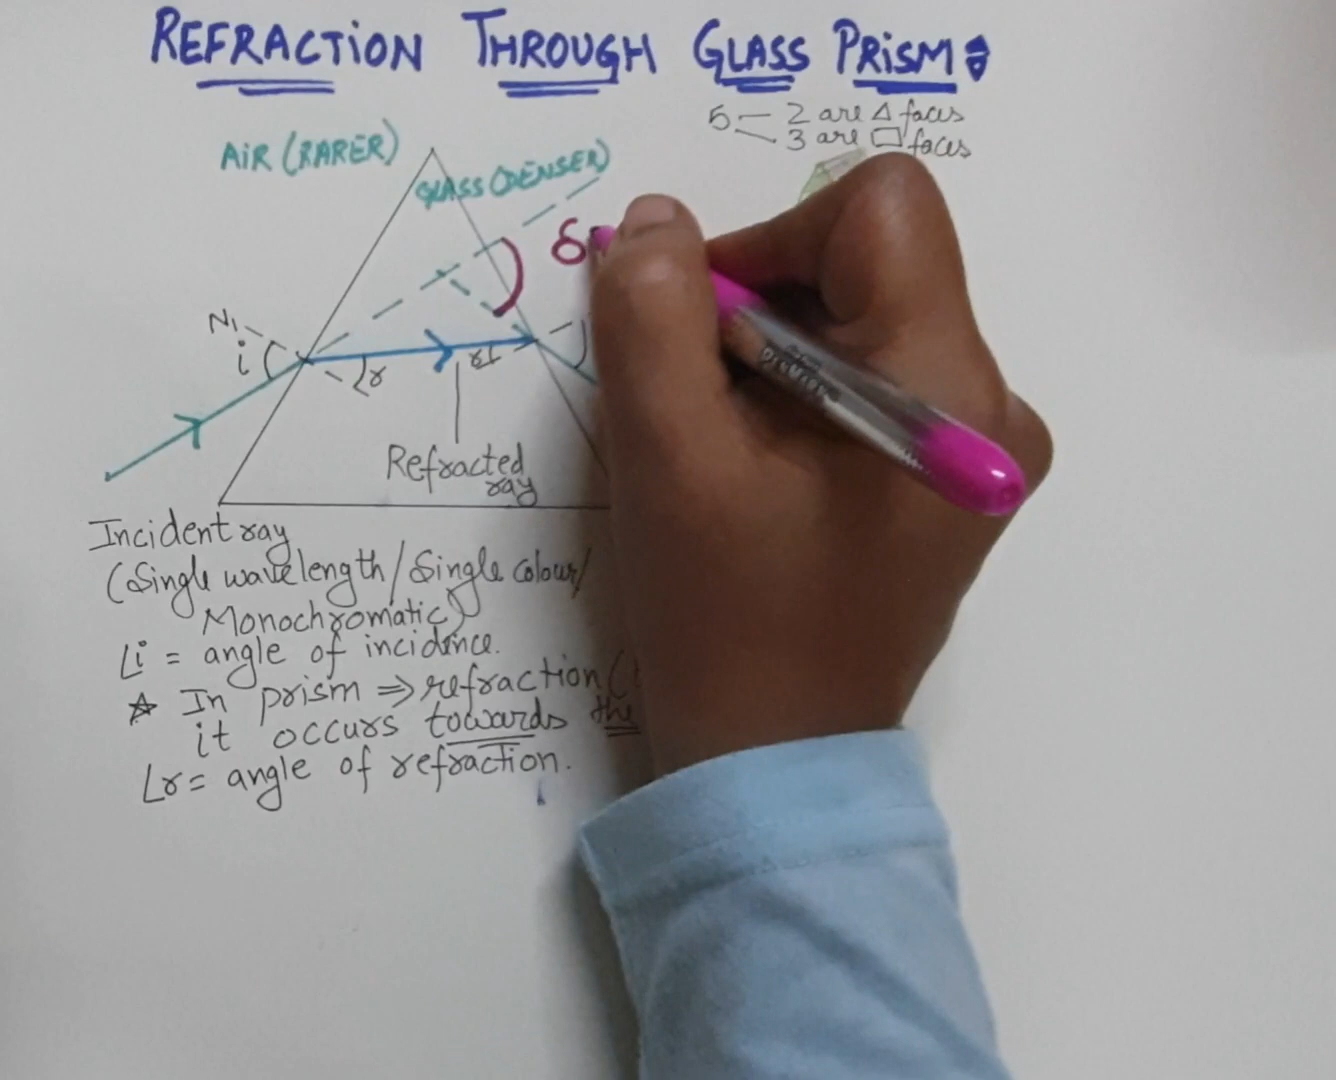 REFRACTION THROUGH GLASS PRISM:
5 — 2 are △ faces
3 are □ faces
AIR (RARER)
GLASS (DENSER)
δ
N₁
i
r
r₁
Refracted
ray
Incident ray
(Single wavelength/Single colour/
Monochromatic)
∠i = angle of incidence.
☆ In prism ⇒ refraction (
it occurs towards the
∠r = angle of refraction.